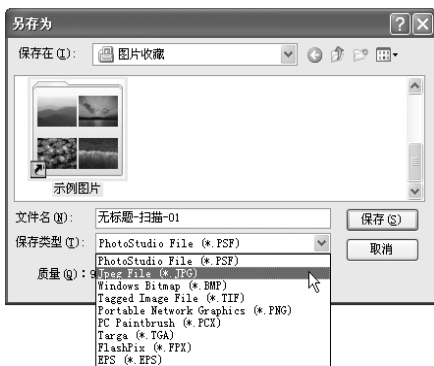 另存为
保存在(I): 图片收藏
示例图片
文件名(N): 无标题-扫描-01 保存(S)
保存类型(T): PhotoStudio File (*.PSF) 取消
PhotoStudio File (*.PSF)
质量(Q): 9 Jpeg File (*.JPG)
Windows Bitmap (*.BMP)
Tagged Image File (*.TIF)
Portable Network Graphics (*.PNG)
PC Paintbrush (*.PCX)
Targa (*.TGA)
FlashPix (*.FPX)
EPS (*.EPS)